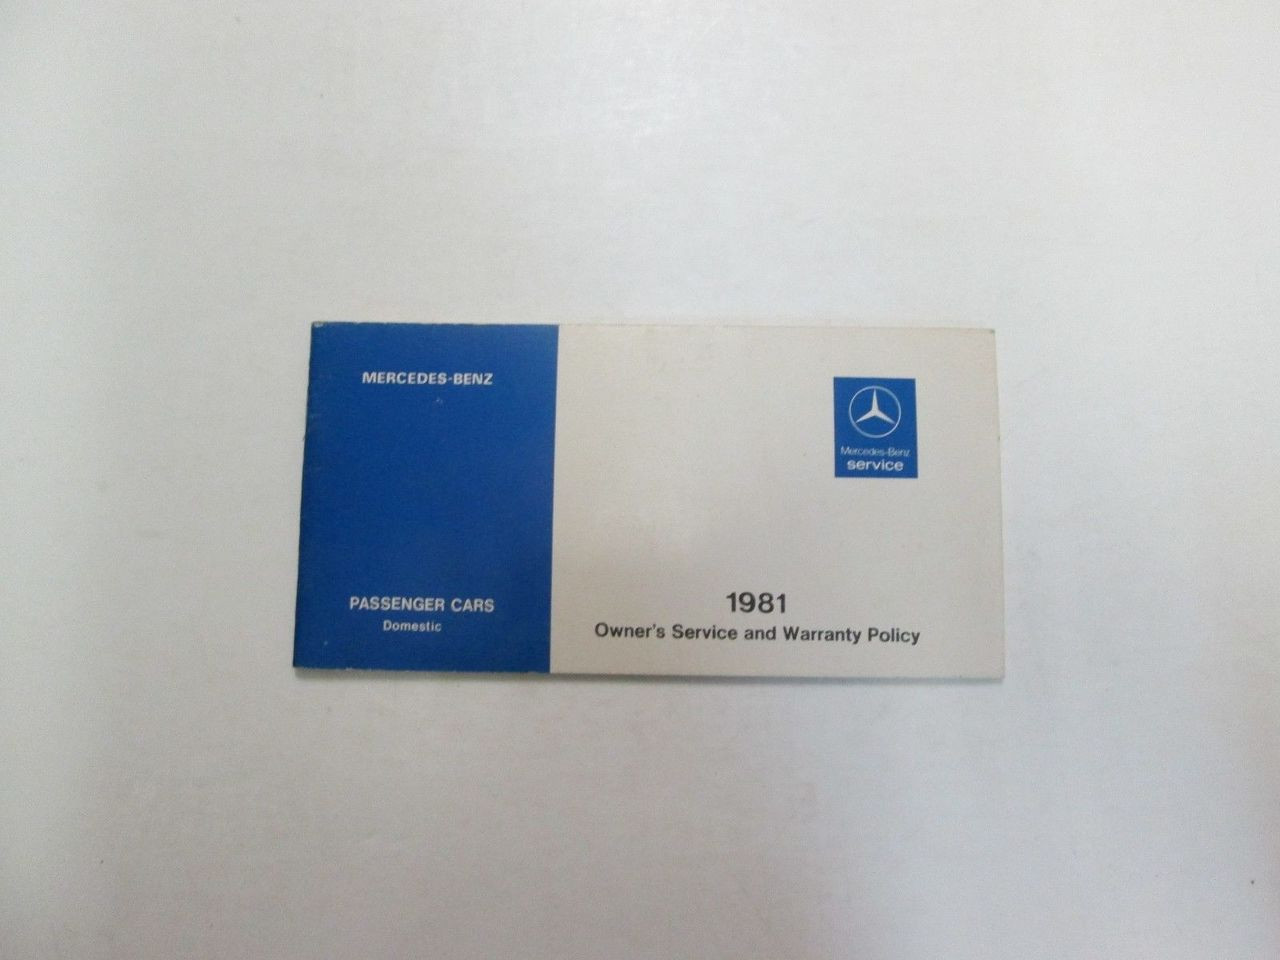 MERCEDES-BENZ
PASSENGER CARS
Domestic
Mercedes-Benz
service
1981
Owner's Service and Warranty Policy